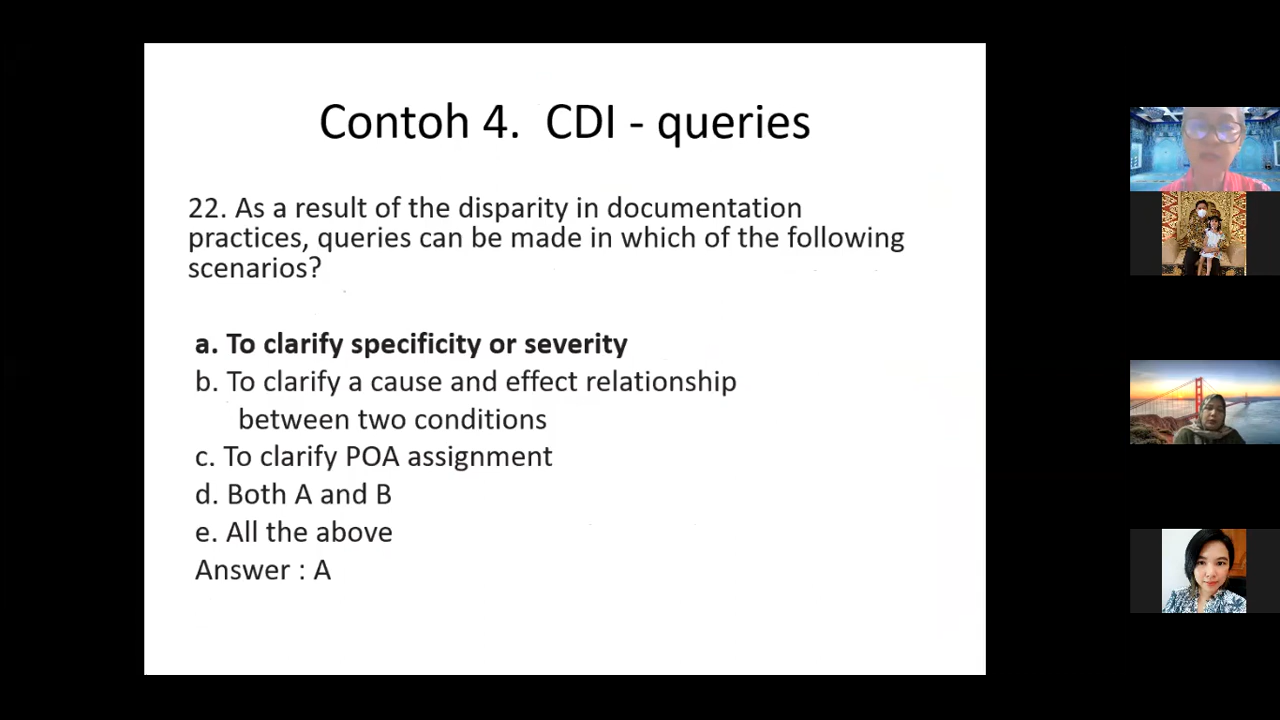 Contoh 4. CDI - queries
22. As a result of the disparity in documentation
practices, queries can be made in which of the following
scenarios?
a. To clarify specificity or severity
b. To clarify a cause and effect relationship
between two conditions
c. To clarify POA assignment
d. Both A and B
e. All the above
Answer : A